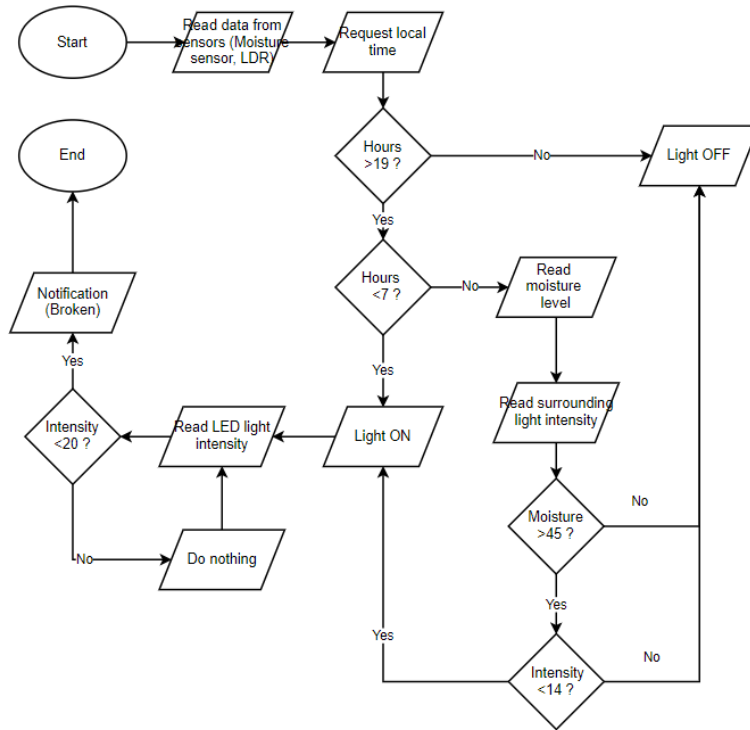 Start
Read data from
sensors (Moisture
sensor, LDR)
Request local
time
Hours
>19 ?
No
Light OFF
End
Yes
Hours
<7 ?
No
Read
moisture
level
Notification
(Broken)
Yes
Yes
Read surrounding
light intensity
Intensity
<20 ?
Read LED light
intensity
Light ON
Moisture
>45 ?
No
No
Do nothing
Yes
Yes
Intensity
<14 ?
No